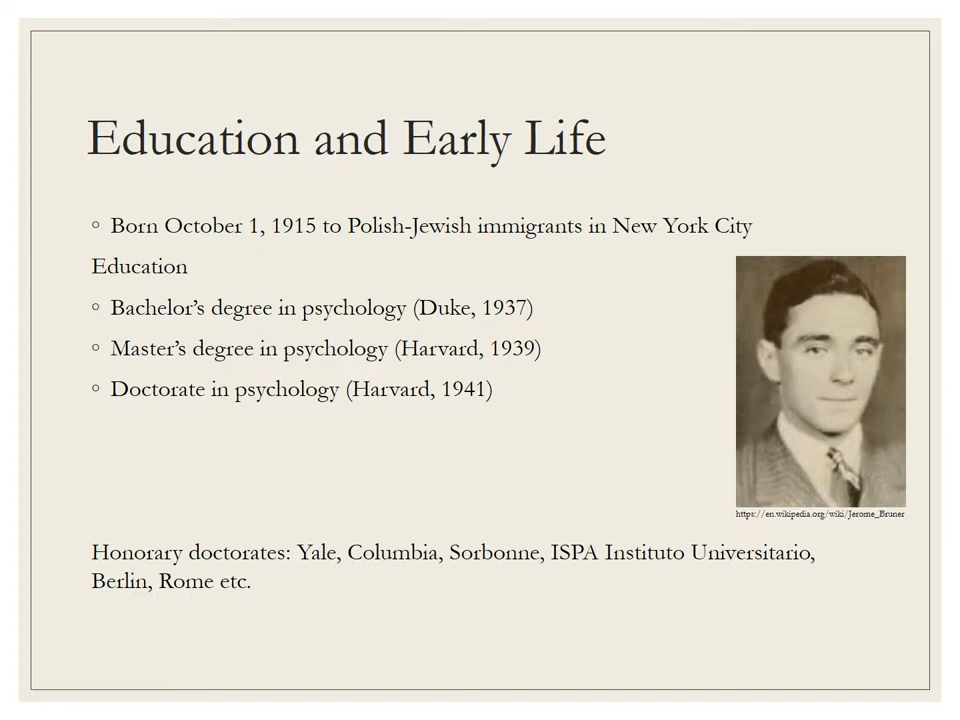 Education and Early Life
◦ Born October 1, 1915 to Polish-Jewish immigrants in New York City
Education
◦ Bachelor’s degree in psychology (Duke, 1937)
◦ Master’s degree in psychology (Harvard, 1939)
◦ Doctorate in psychology (Harvard, 1941)
https://en.wikipedia.org/wiki/Jerome_Bruner
Honorary doctorates: Yale, Columbia, Sorbonne, ISPA Instituto Universitario,
Berlin, Rome etc.